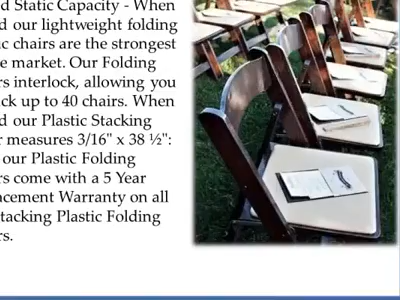 d Static Capacity - When
d our lightweight folding
ic chairs are the strongest
e market. Our Folding
rs interlock, allowing you
ck up to 40 chairs. When
d our Plastic Stacking
r measures 3/16" x 38 ½":
our Plastic Folding
rs come with a 5 Year
acement Warranty on all
tacking Plastic Folding
rs.